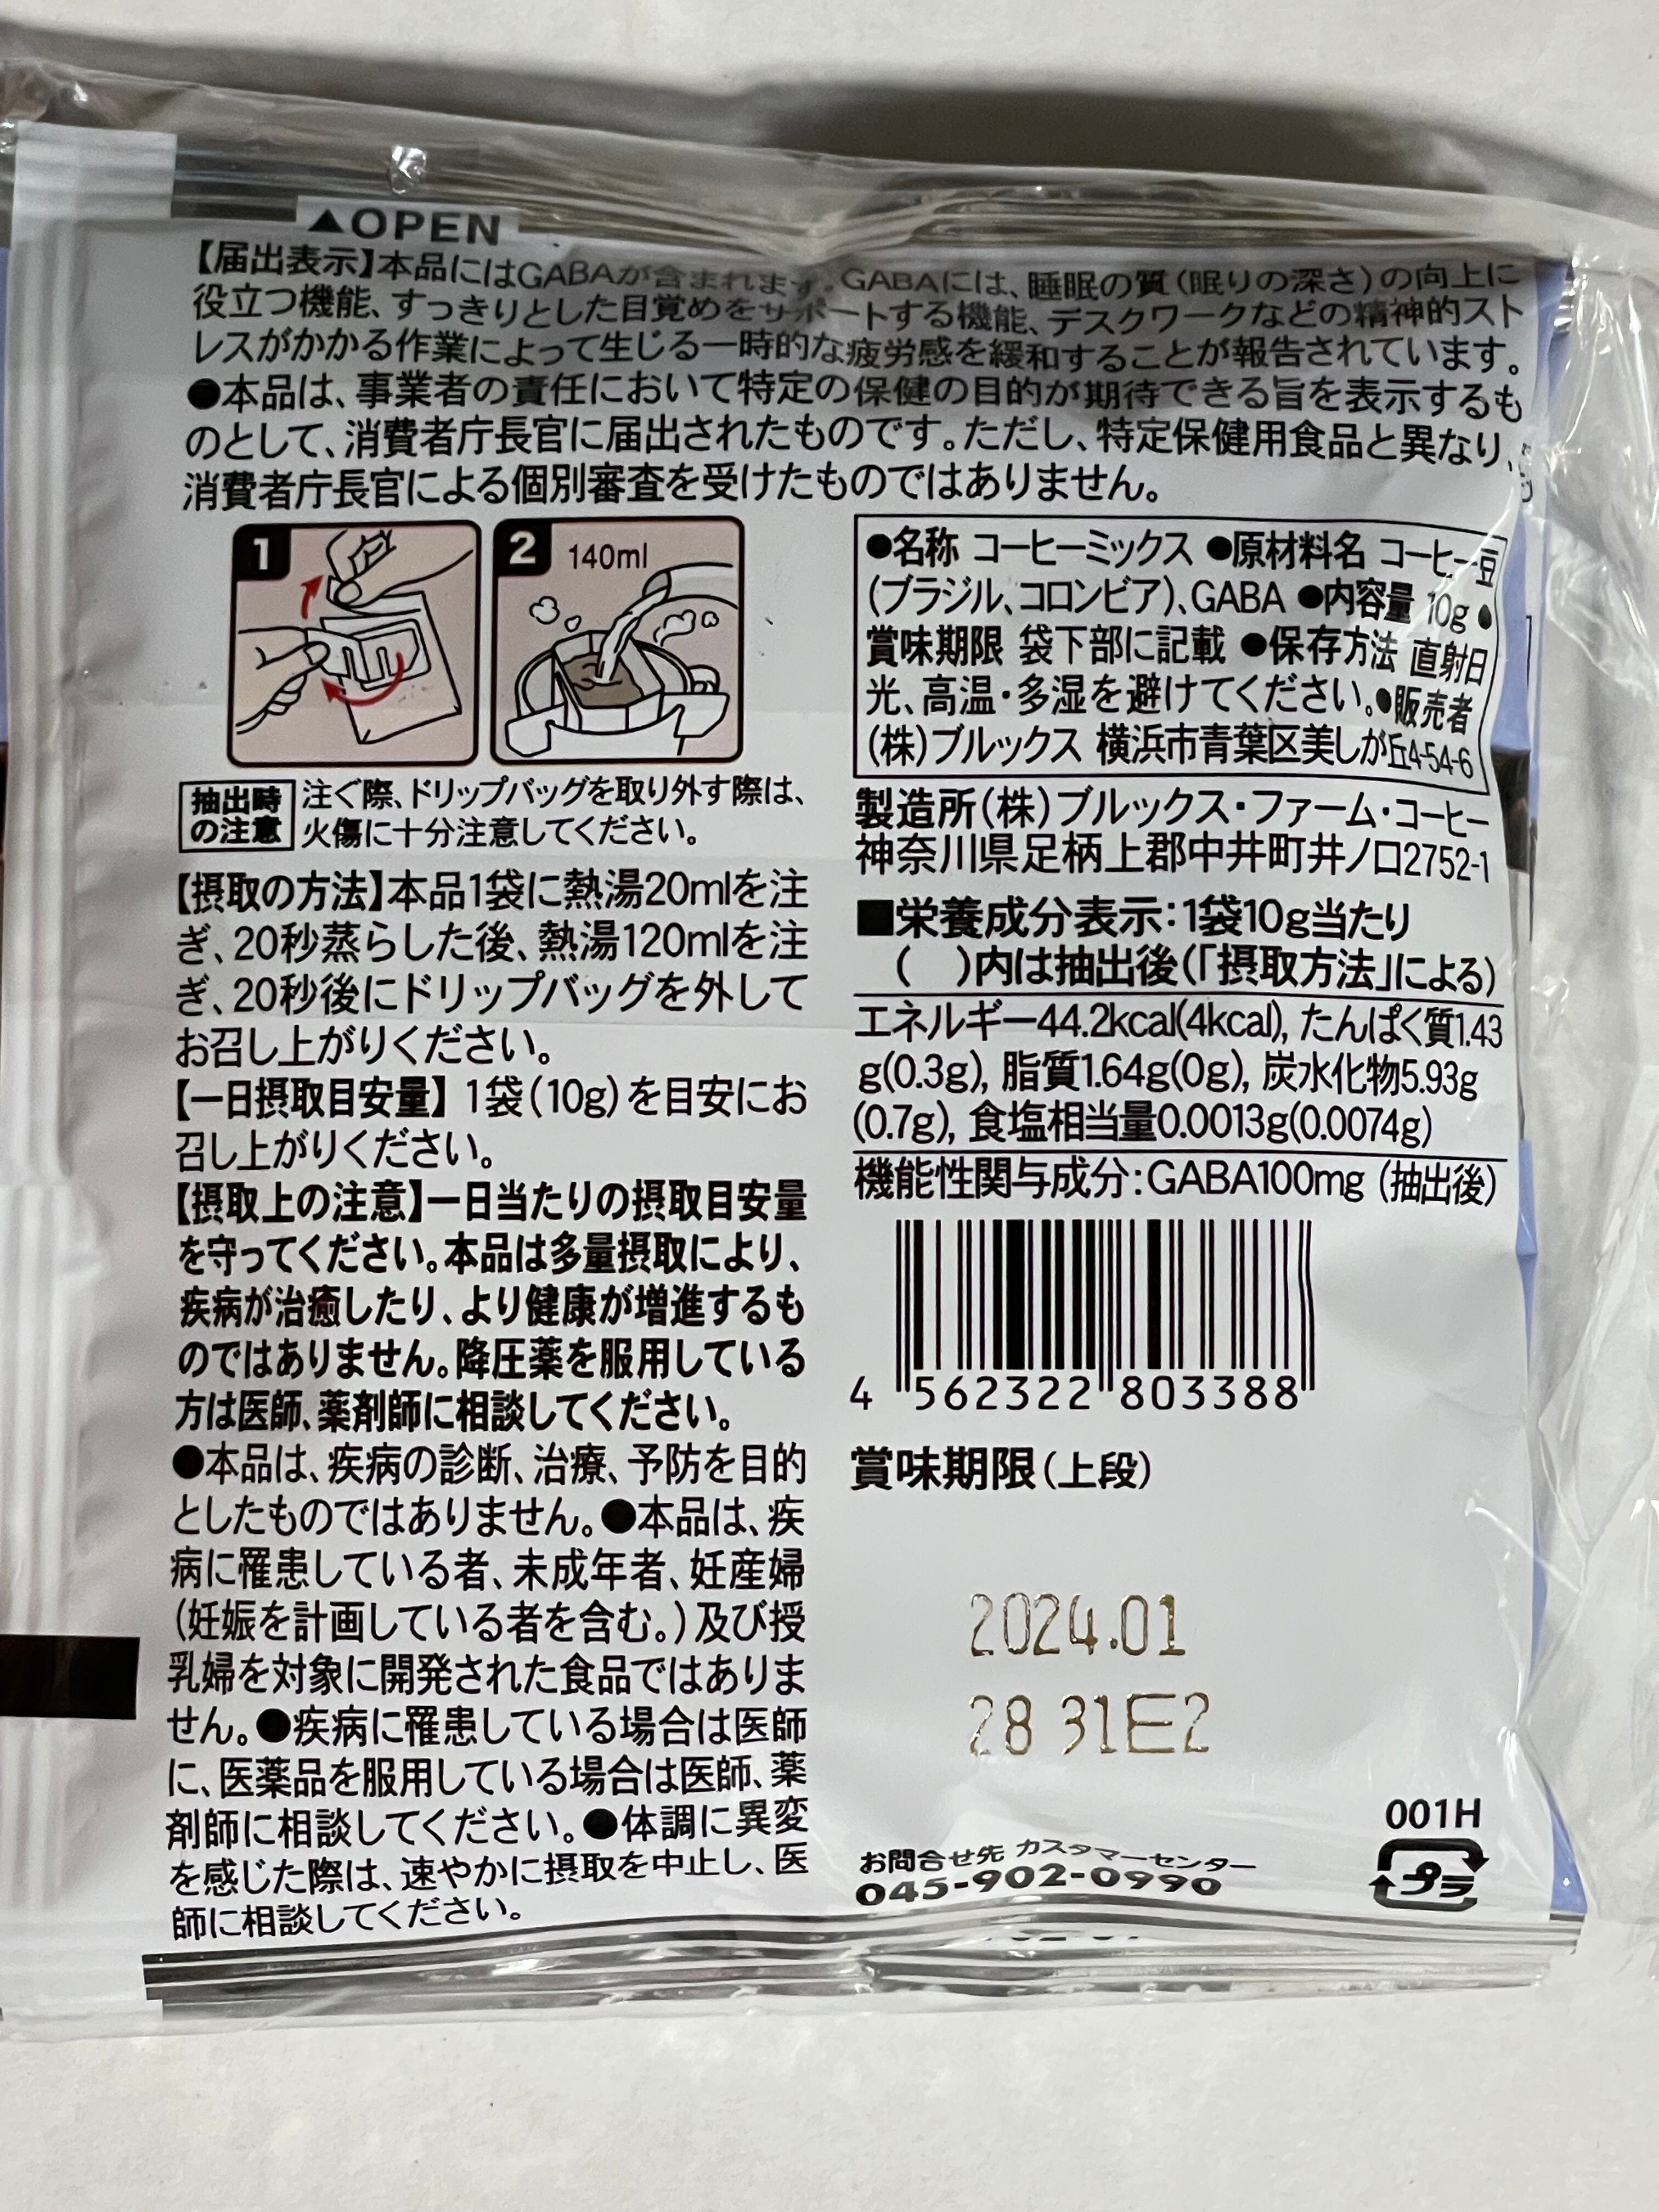 ▲OPEN
【届出表示】本品にはGABAが含まれます。GABAには、睡眠の質(眠りの深さ)の向上に
役立つ機能、すっきりとした目覚めをサポートする機能、デスクワークなどの精神的スト
レスがかかる作業によって生じる一時的な疲労感を緩和することが報告されています。
●本品は、事業者の責任において特定の保健の目的が期待できる旨を表示するも
のとして、消費者庁長官に届出されたものです。ただし、特定保健用食品と異なり、
消費者庁長官による個別審査を受けたものではありません。
1
2 140ml
抽出時
の注意
注ぐ際、ドリップバッグを取り外す際は、
火傷に十分注意してください。
【摂取の方法】本品1袋に熱湯20mlを注
ぎ、20秒蒸らした後、熱湯120mlを注
ぎ、20秒後にドリップバッグを外して
お召し上がりください。
【一日摂取目安量】1袋(10g)を目安にお
召し上がりください。
【摂取上の注意】一日当たりの摂取目安量
を守ってください。本品は多量摂取により、
疾病が治癒したり、より健康が増進するも
のではありません。降圧薬を服用している
方は医師、薬剤師に相談してください。
●本品は、疾病の診断、治療、予防を目的
としたものではありません。●本品は、疾
病に罹患している者、未成年者、妊産婦
(妊娠を計画している者を含む。)及び授
乳婦を対象に開発された食品ではありま
せん。●疾病に罹患している場合は医師
に、医薬品を服用している場合は医師、薬
剤師に相談してください。●体調に異変
を感じた際は、速やかに摂取を中止し、医
師に相談してください。
●名称 コーヒーミックス ●原材料名 コーヒー豆
(ブラジル、コロンビア)、GABA ●内容量 10g ●
賞味期限 袋下部に記載 ●保存方法 直射日
光、高温・多湿を避けてください。●販売者
(株)ブルックス 横浜市青葉区美しが丘4-54-6
製造所(株)ブルックス・ファーム・コーヒー
神奈川県足柄上郡中井町井ノ口2752-1
■栄養成分表示:1袋10g当たり
( )内は抽出後(「摂取方法」による)
エネルギー44.2kcal(4kcal), たんぱく質1.43
g(0.3g), 脂質1.64g(0g), 炭水化物5.93g
(0.7g), 食塩相当量0.0013g(0.0074g)
機能性関与成分:GABA100mg (抽出後)
4 562322 803388
賞味期限(上段)
2024.01
28 31E2
001H
プラ
お問合せ先 カスタマーセンター
045-902-0990